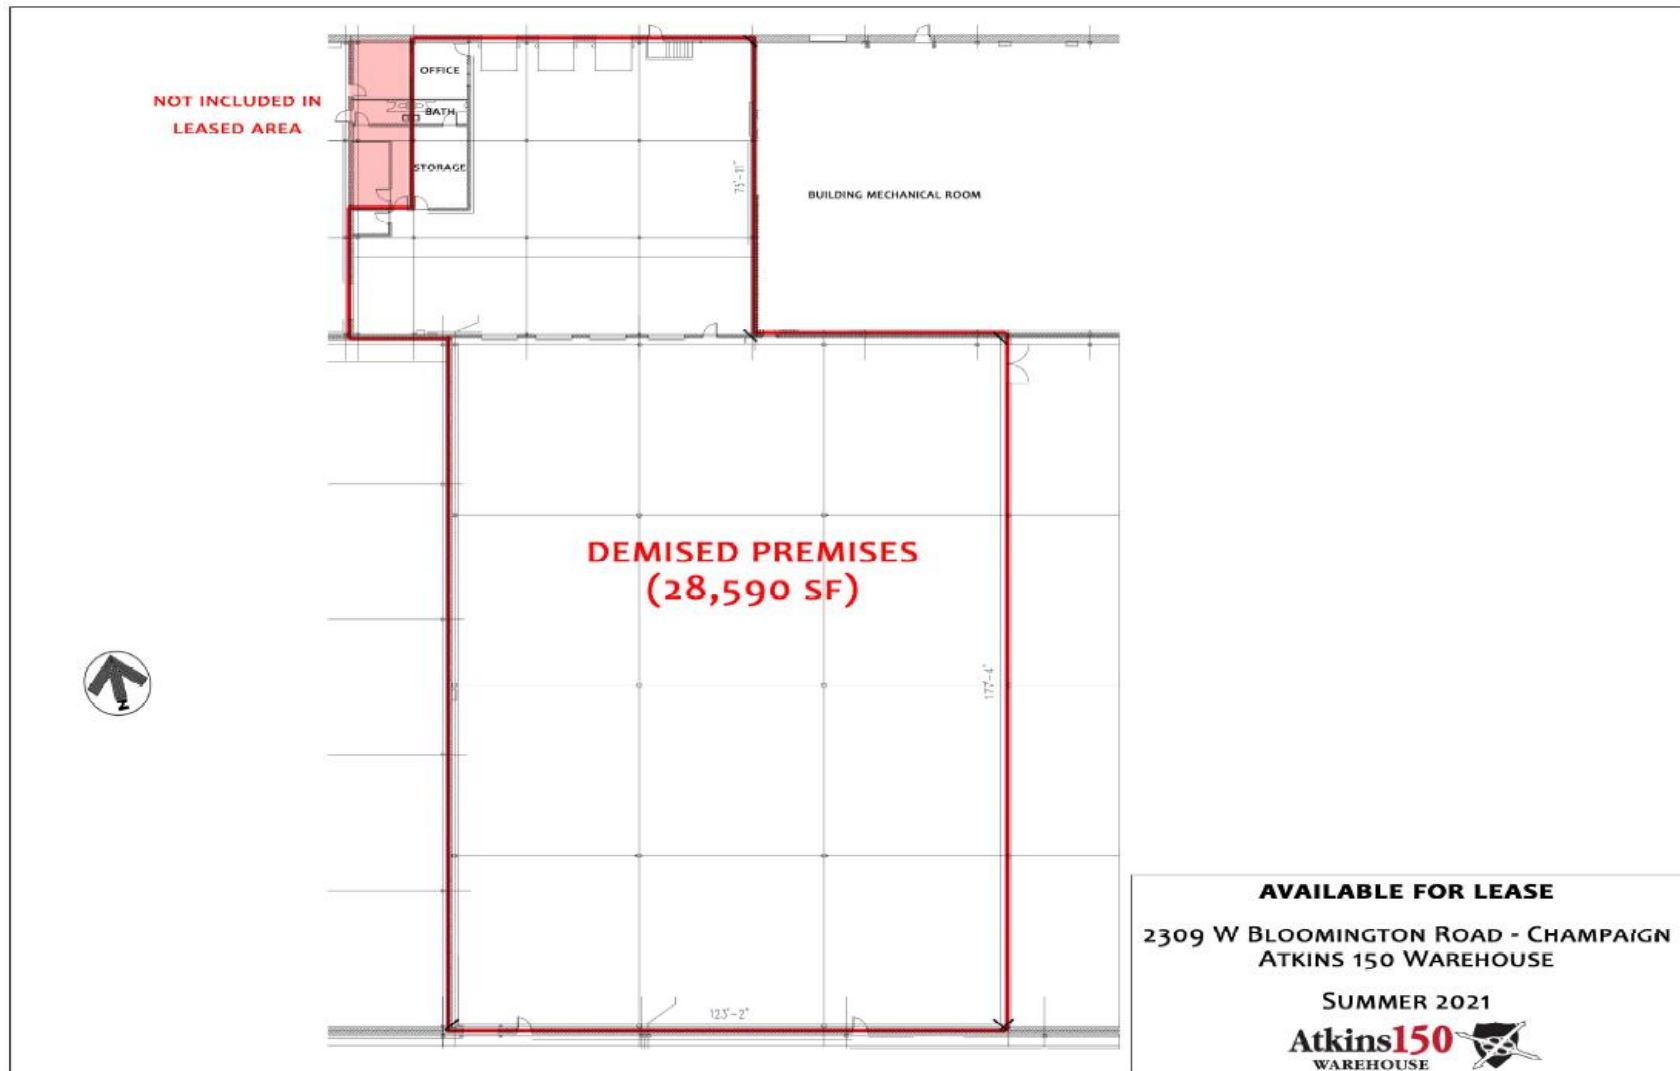 OFFICE
NOT INCLUDED IN
LEASED AREA
BATH
STORAGE
75'-11"
BUILDING MECHANICAL ROOM
DEMISED PREMISES
(28,590 SF)
177'-4"
N
123'-2"
AVAILABLE FOR LEASE
2309 W BLOOMINGTON ROAD - CHAMPAIGN
ATKINS 150 WAREHOUSE
SUMMER 2021
Atkins150
WAREHOUSE